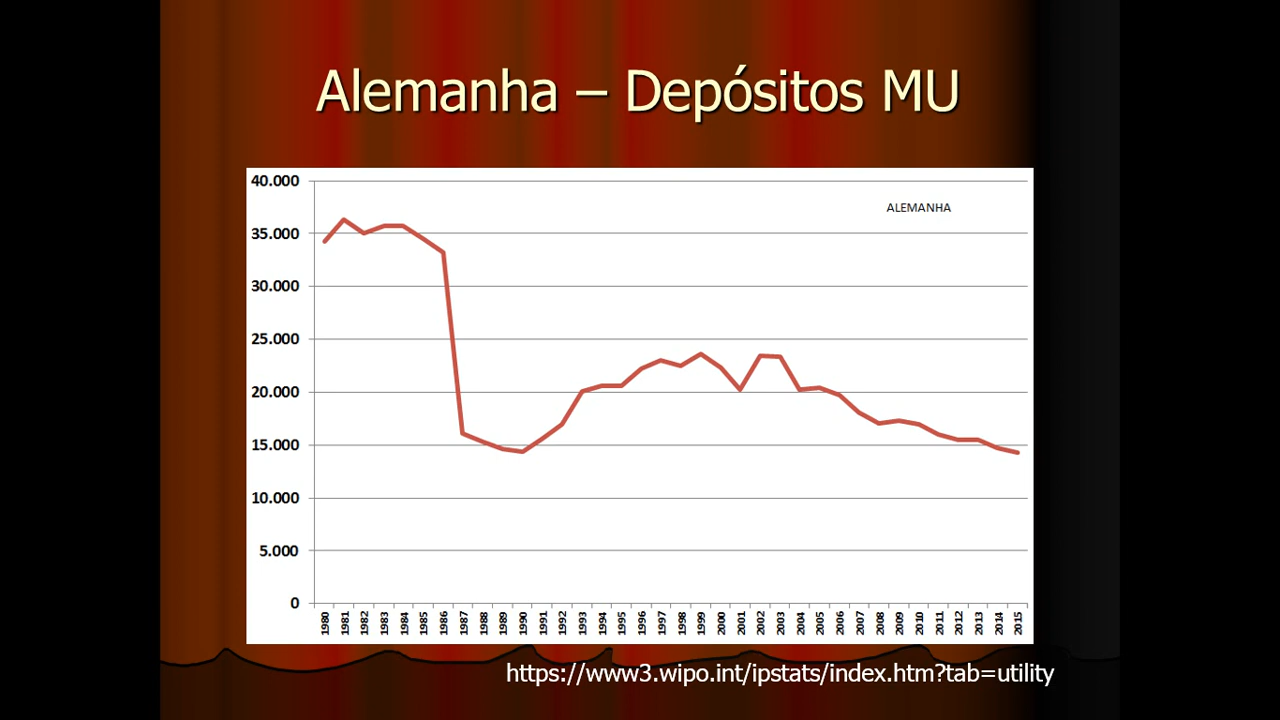 Alemanha – Depósitos MU
40.000
ALEMANHA
35.000
30.000
25.000
20.000
15.000
10.000
5.000
0
1980 1981 1982 1983 1984 1985 1986 1987 1988 1989 1990 1991 1992 1993 1994 1995 1996 1997 1998 1999 2000 2001 2002 2003 2004 2005 2006 2007 2008 2009 2010 2011 2012 2013 2014 2015
https://www3.wipo.int/ipstats/index.htm?tab=utility